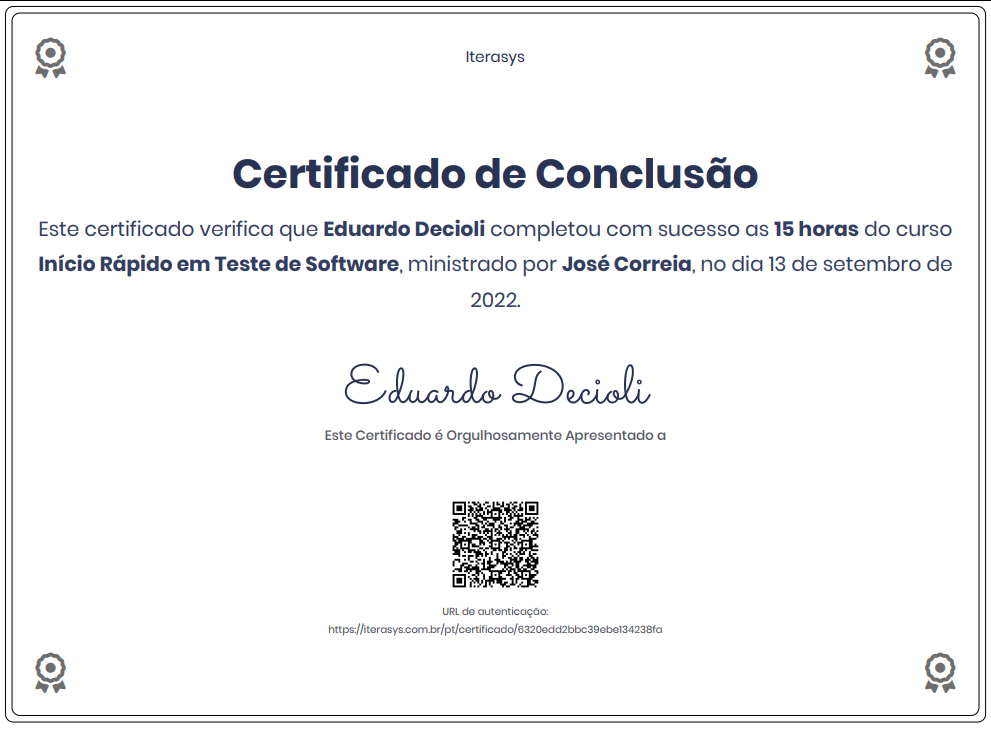 Iterasys
Certificado de Conclusão
Este certificado verifica que Eduardo Decioli completou com sucesso as 15 horas do curso
Início Rápido em Teste de Software, ministrado por José Correia, no dia 13 de setembro de
2022.
Eduardo Decioli
Este Certificado é Orgulhosamente Apresentado a
URL de autenticação:
https://iterasys.com.br/pt/certificado/6320edd2bbc39ebe134238fa